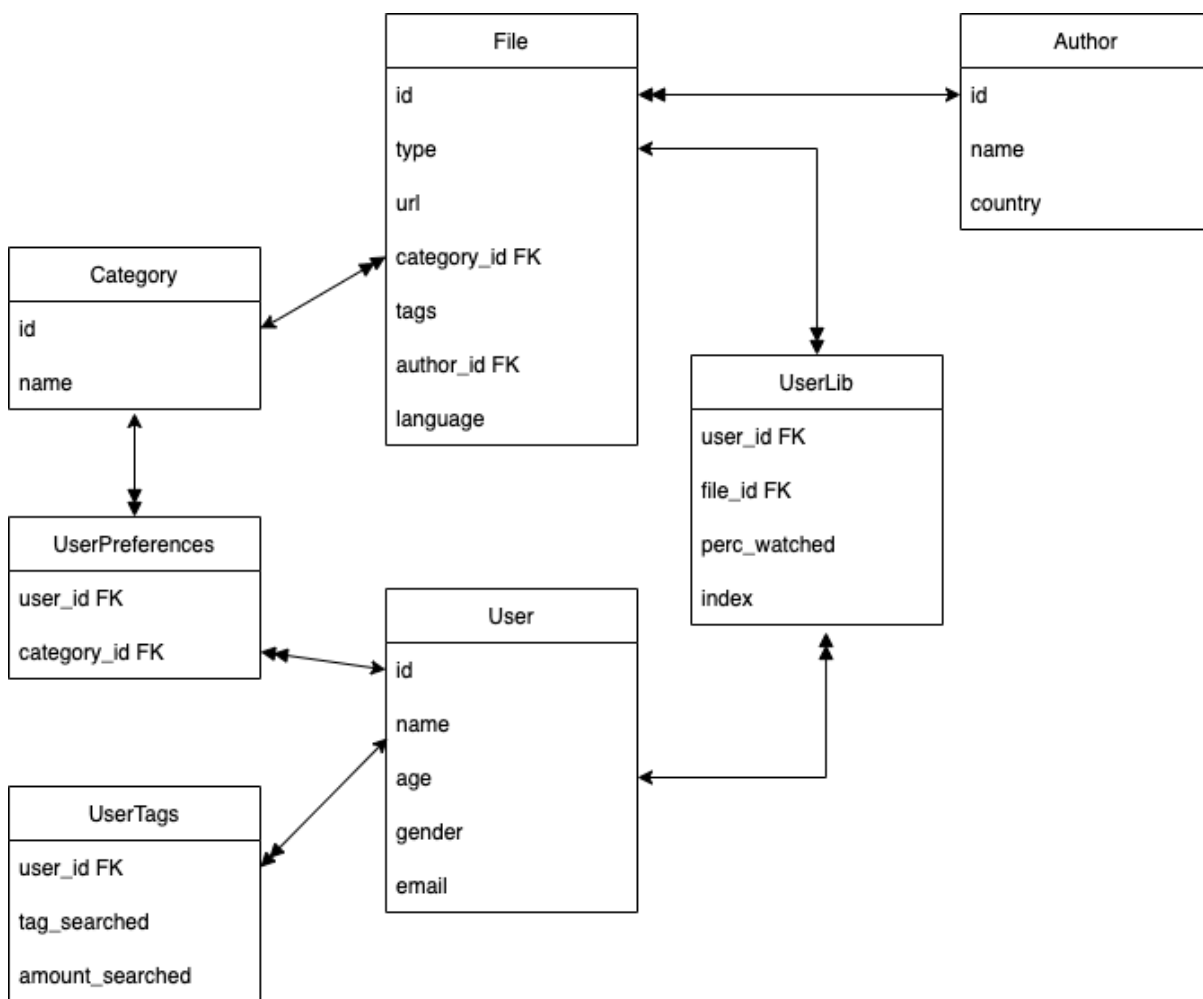 File
id
type
url
category_id FK
tags
author_id FK
language
Author
id
name
country
Category
id
name
UserLib
user_id FK
file_id FK
perc_watched
index
UserPreferences
user_id FK
category_id FK
User
id
name
age
gender
email
UserTags
user_id FK
tag_searched
amount_searched